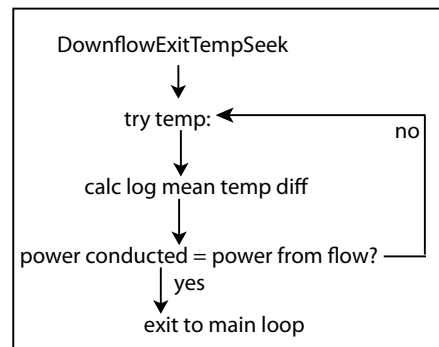 DownflowExitTempSeek
try temp:
no
calc log mean temp diff
power conducted = power from flow?
yes
exit to main loop